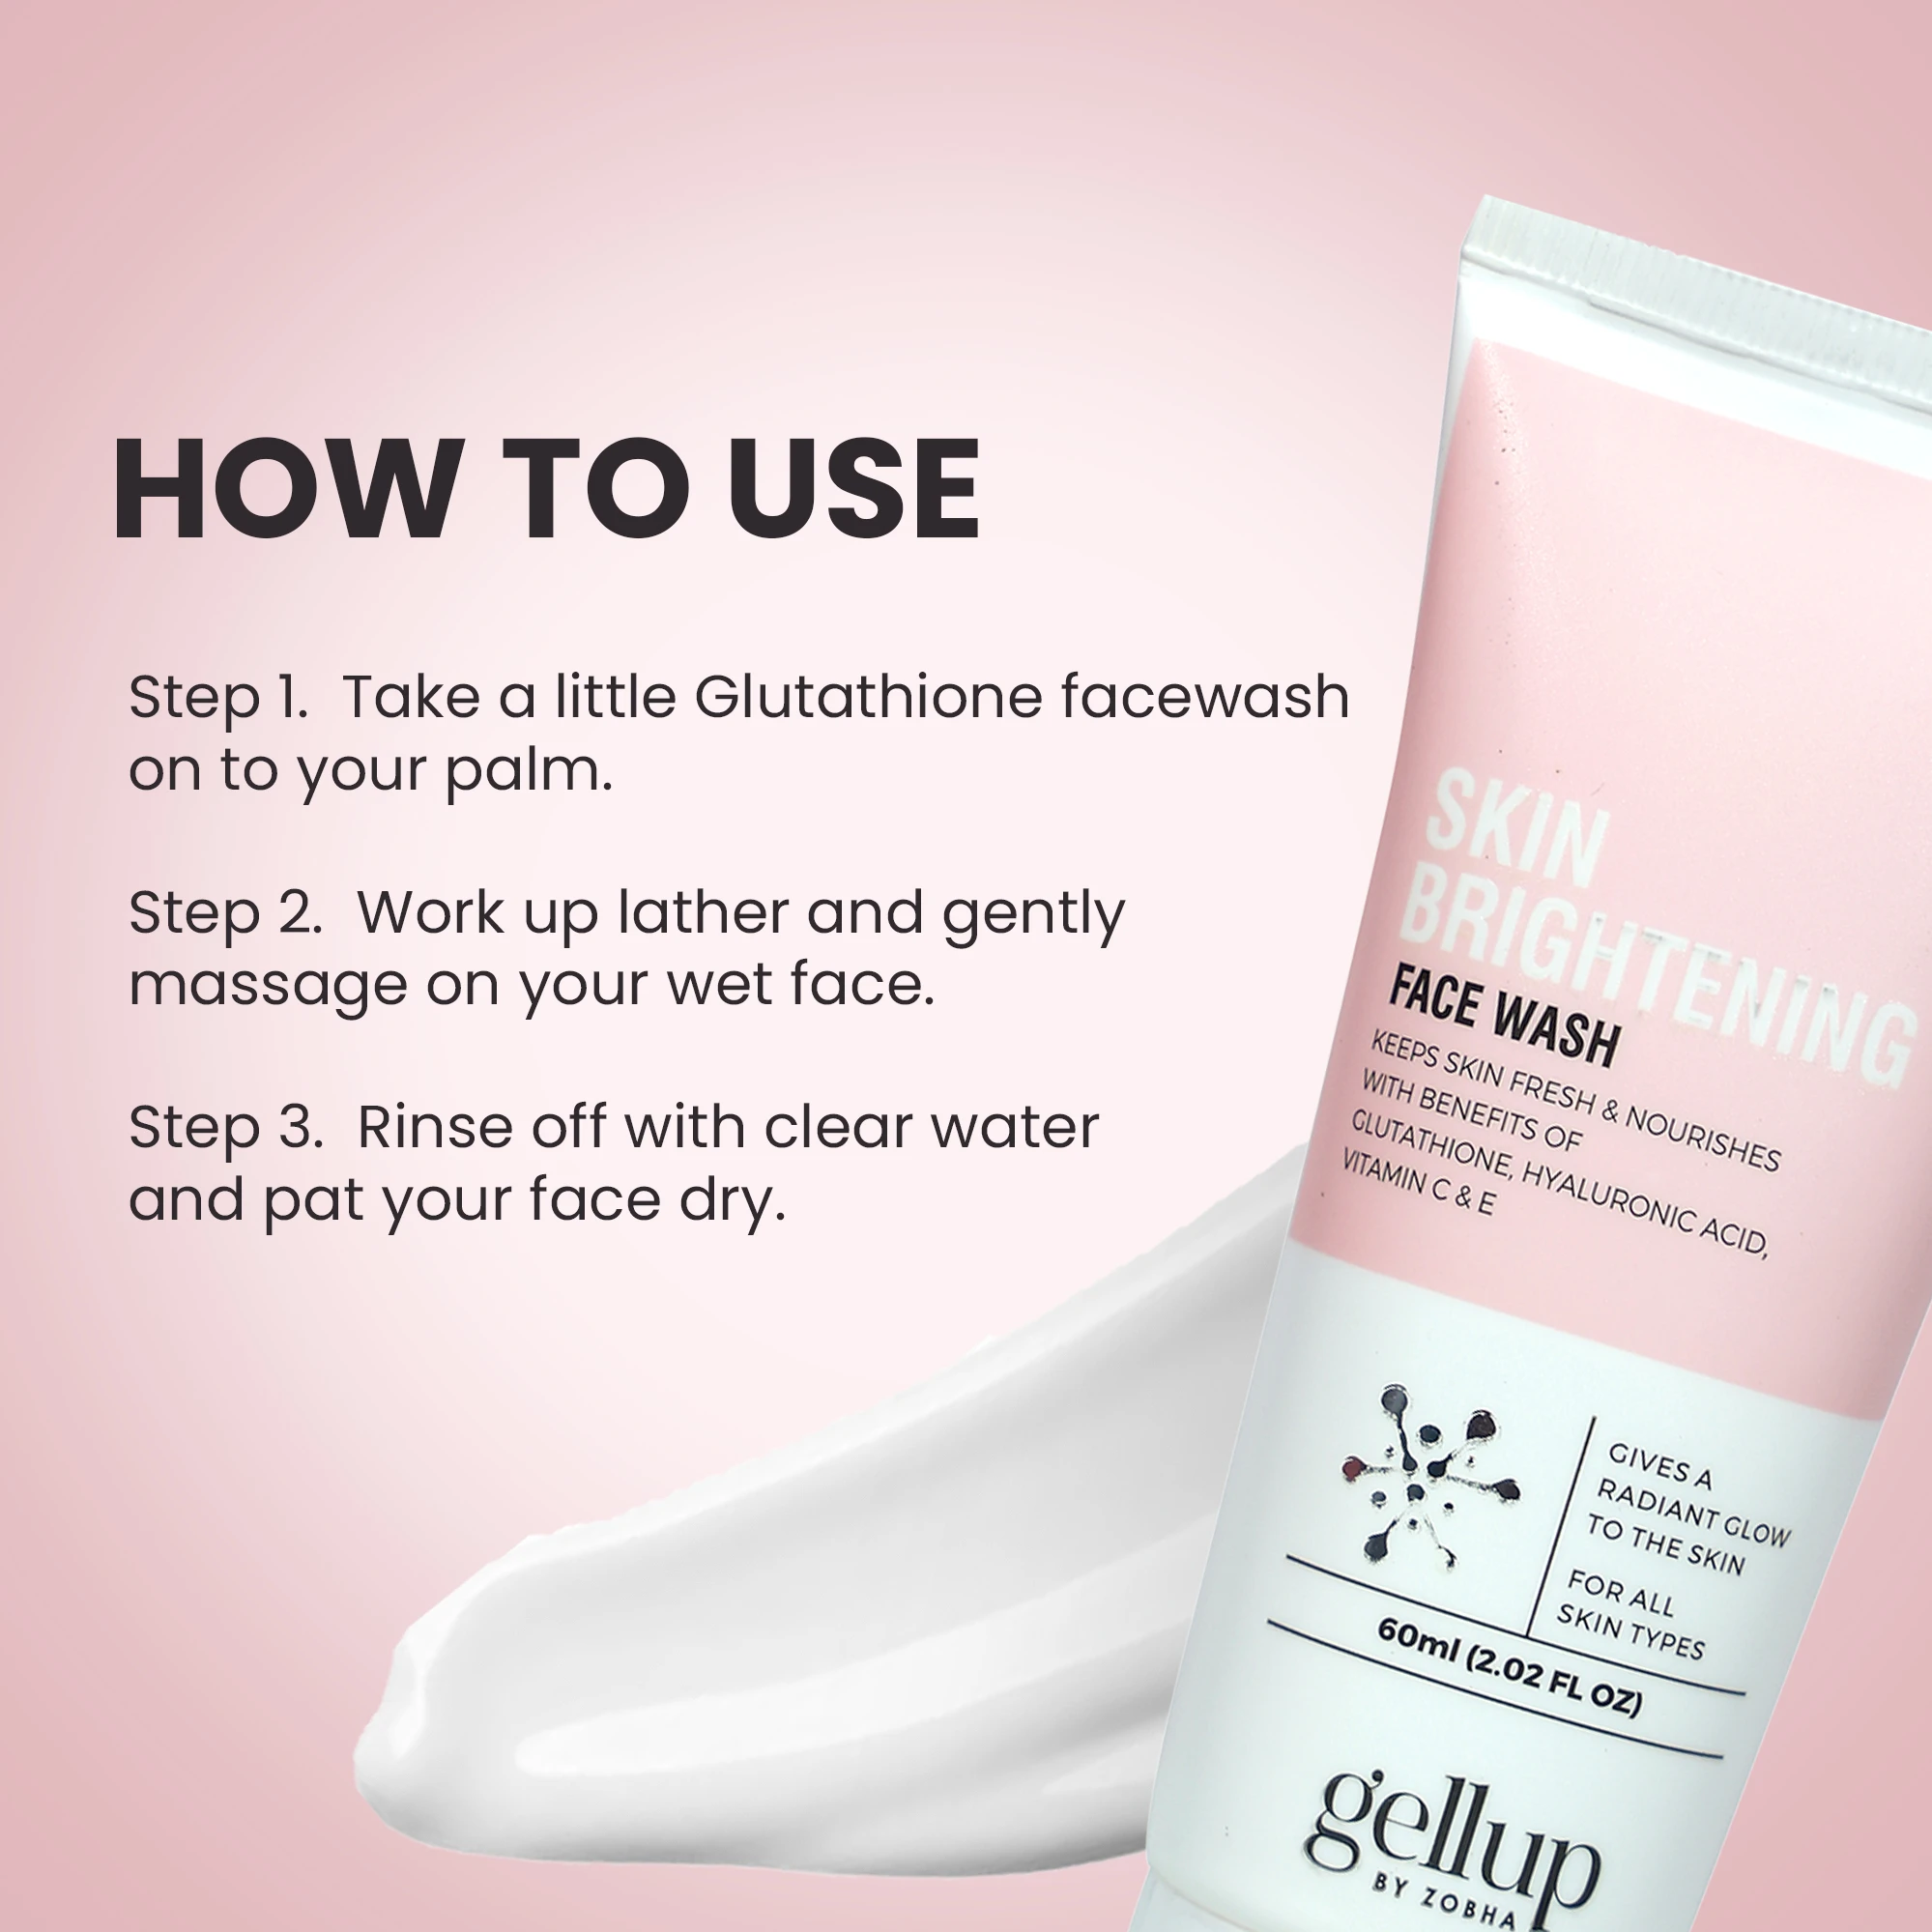 HOW TO USE
Step 1. Take a little Glutathione facewash
on to your palm.
Step 2. Work up lather and gently
massage on your wet face.
Step 3. Rinse off with clear water
and pat your face dry.
SKIN
BRIGHTENING
FACE WASH
KEEPS SKIN FRESH & NOURISHES
WITH BENEFITS OF
GLUTATHIONE, HYALURONIC ACID,
VITAMIN C & E
GIVES A
RADIANT GLOW
TO THE SKIN
FOR ALL
SKIN TYPES
60ml (2.02 FL OZ)
gellup
BY ZOBHA